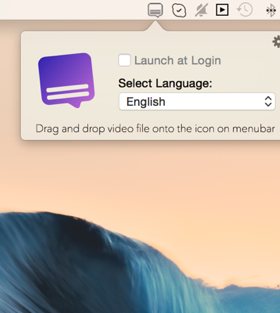 Launch at Login
Select Language:
English
Drag and drop video file onto the icon on menubar